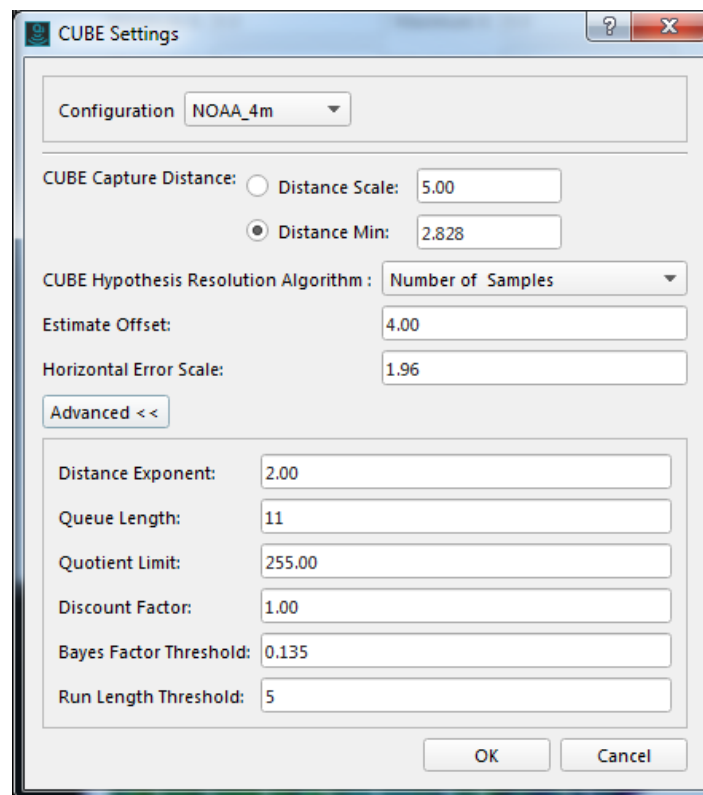 CUBE Settings
Configuration NOAA_4m
CUBE Capture Distance: Distance Scale: 5.00
Distance Min: 2.828
CUBE Hypothesis Resolution Algorithm : Number of Samples
Estimate Offset: 4.00
Horizontal Error Scale: 1.96
Advanced <<
Distance Exponent: 2.00
Queue Length: 11
Quotient Limit: 255.00
Discount Factor: 1.00
Bayes Factor Threshold: 0.135
Run Length Threshold: 5
OK Cancel